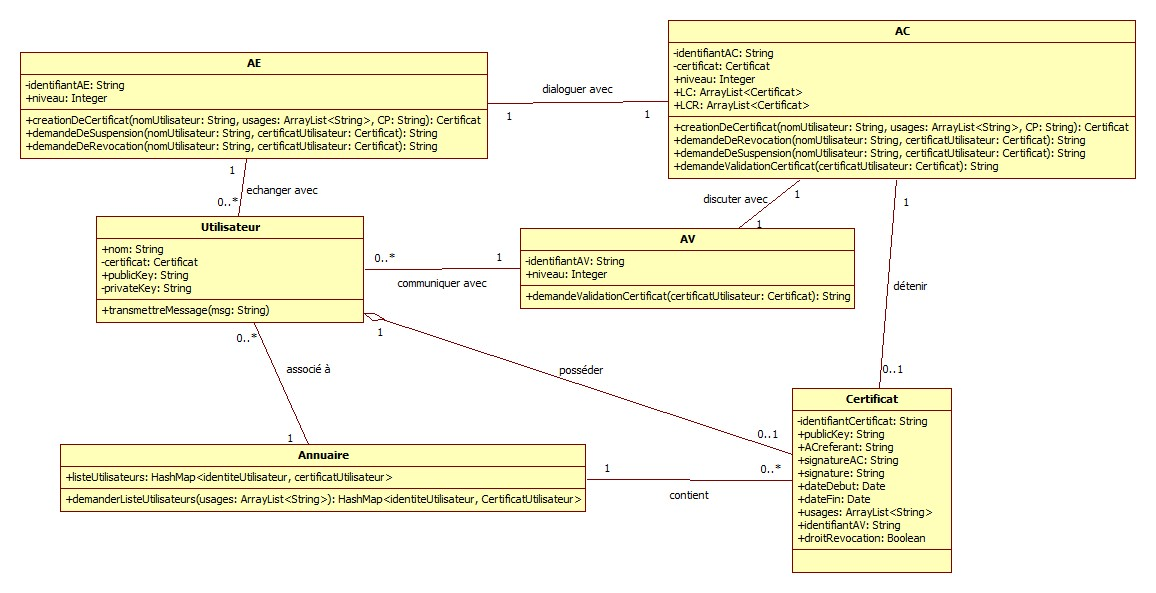 AE
-identifiantAE: String
+niveau: Integer
+creationDeCertificat(nomUtilisateur: String, usages: ArrayList<String>, CP: String): Certificat
+demandeDeSuspension(nomUtilisateur: String, certificatUtilisateur: Certificat): String
+demandeDeRevocation(nomUtilisateur: String, certificatUtilisateur: Certificat): String
dialoguer avec
1
1
AC
-identifiantAC: String
-certificat: Certificat
+niveau: Integer
+LC: ArrayList<Certificat>
+LCR: ArrayList<Certificat>
+creationDeCertificat(nomUtilisateur: String, usages: ArrayList<String>, CP: String): Certificat
+demandeDeRevocation(nomUtilisateur: String, certificatUtilisateur: Certificat): String
+demandeDeSuspension(nomUtilisateur: String, certificatUtilisateur: Certificat): String
+demandeValidationCertificat(certificatUtilisateur: Certificat): String
1
echanger avec
0..*
discuter avec
1
1
1
détenir
0..1
Utilisateur
+nom: String
-certificat: Certificat
+publicKey: String
-privateKey: String
+transmettreMessage(msg: String)
0..*
1
communiquer avec
AV
-identifiantAV: String
+niveau: Integer
+demandeValidationCertificat(certificatUtilisateur: Certificat): String
1
posséder
0..1
0..*
associé à
1
Annuaire
+listeUtilisateurs: HashMap<identiteUtilisateur, certificatUtilisateur>
+demanderListeUtilisateurs(usages: ArrayList<String>): HashMap<identiteUtilisateur, CertificatUtilisateur>
1
0..*
contient
Certificat
-identifiantCertificat: String
+publicKey: String
+ACreferant: String
+signatureAC: String
+signature: String
+dateDebut: Date
+dateFin: Date
+usages: ArrayList<String>
+identifiantAV: String
+droitRevocation: Boolean